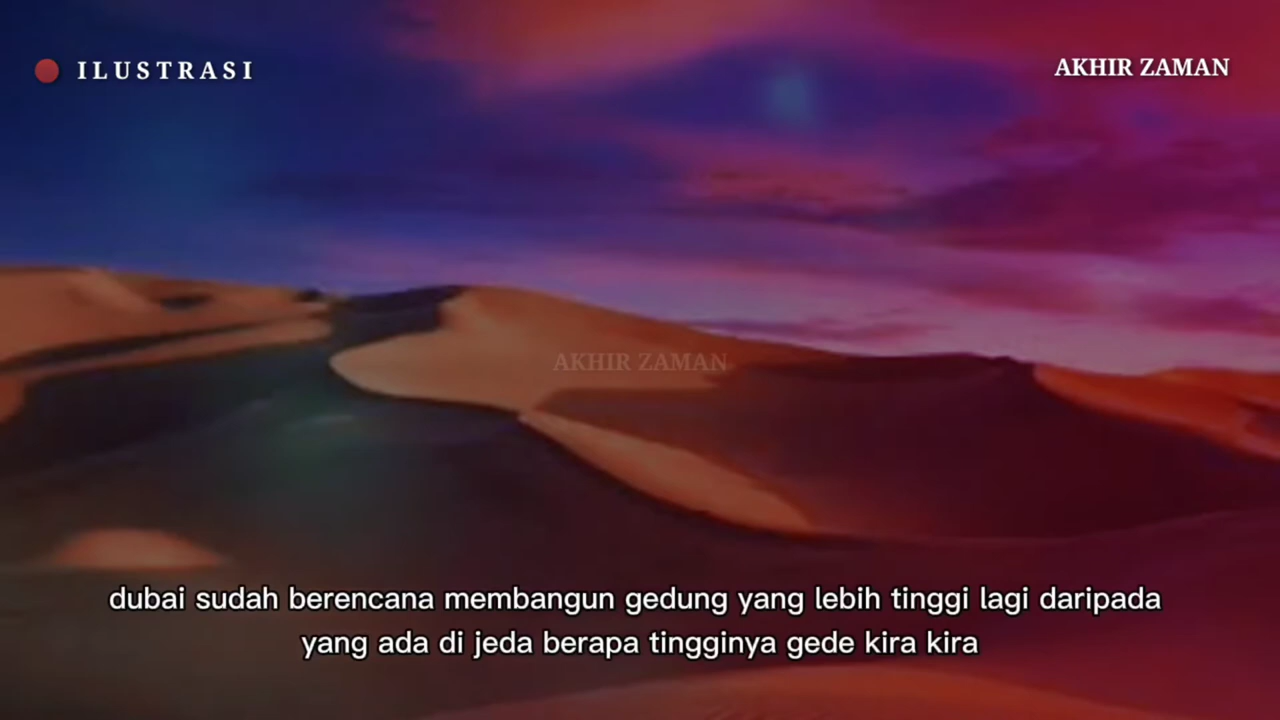 ILUSTRASI
AKHIR ZAMAN
AKHIR ZAMAN
dubai sudah berencana membangun gedung yang lebih tinggi lagi daripada
yang ada di jeda berapa tingginya gede kira kira